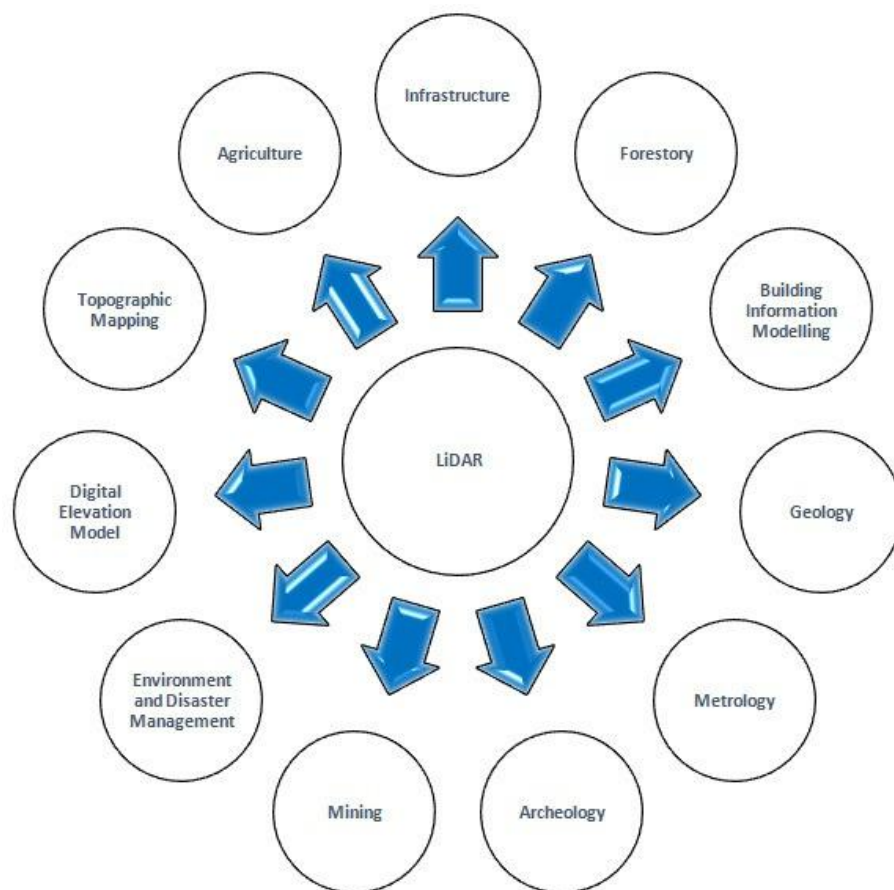 Infrastructure
Forestory
Building
Information
Modelling
Geology
Metrology
Archeology
Mining
Environment
and Disaster
Management
Digital
Elevation
Model
Topographic
Mapping
Agriculture
LiDAR